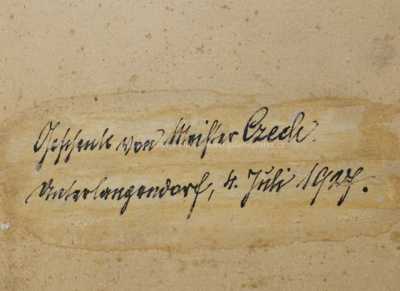 Geschenk von Meister Czech.
Unterlangendorf, 4. Juli 1927.